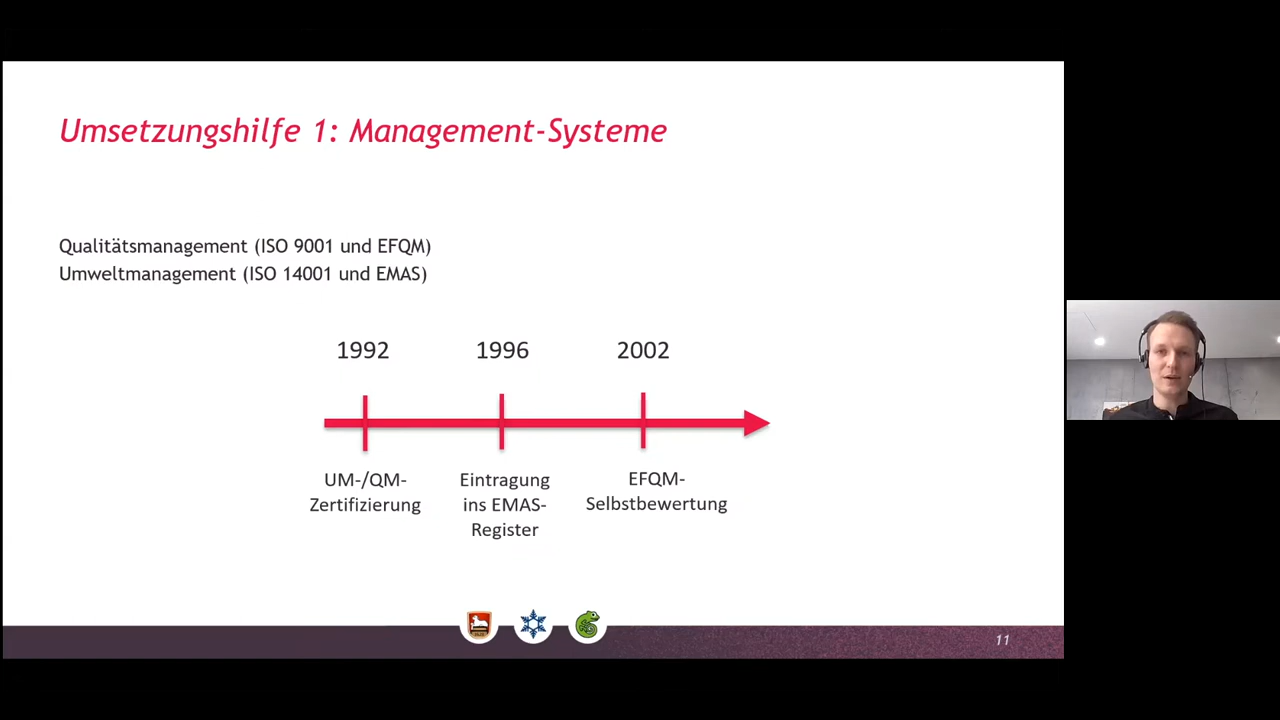 Umsetzungshilfe 1: Management-Systeme
Qualitätsmanagement (ISO 9001 und EFQM)
Umweltmanagement (ISO 14001 und EMAS)
1992
1996
2002
UM-/QM-
Zertifizierung
Eintragung
ins EMAS-
Register
EFQM-
Selbstbewertung
11